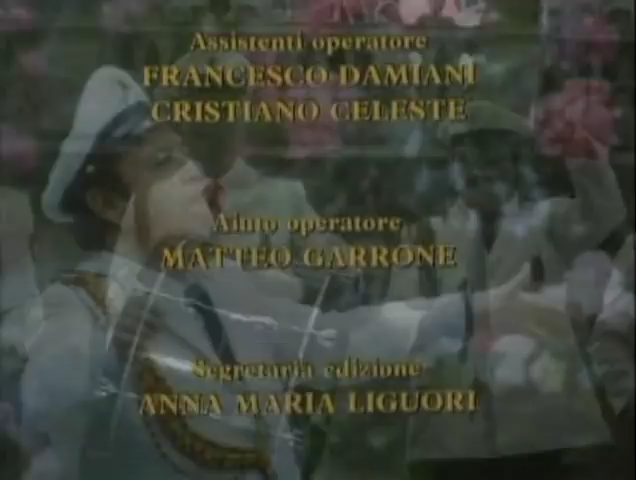 Assistenti operatore
FRANCESCO DAMIANI
CRISTIANO CELESTE
Aiuto operatore
MATTEO GARRONE
Segretaria edizione
ANNA MARIA LIGUORI